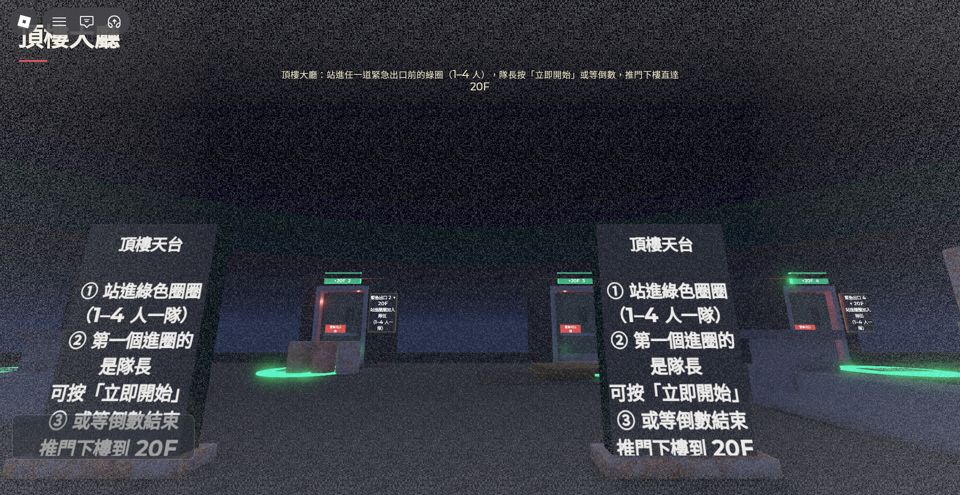 頂樓大廳
頂樓大廳：站進任一道緊急出口前的綠圈（1–4 人），隊長按「立即開始」或等倒數，推門下樓直達
20F
頂樓天台
① 站進綠色圈圈
（1–4 人一隊）
② 第一個進圈的
是隊長
可按「立即開始」
③ 或等倒數結束
推門下樓到 20F
頂樓天台
① 站進綠色圈圈
（1–4 人一隊）
② 第一個進圈的
是隊長
可按「立即開始」
③ 或等倒數結束
推門下樓到 20F